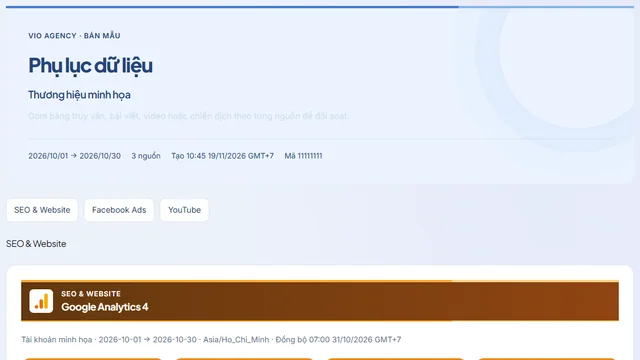 VIO AGENCY · BẢN MẪU
Phụ lục dữ liệu
Thương hiệu minh họa
Gom bảng truy vấn, bài viết, video hoặc chiến dịch theo từng nguồn để đối soát.
2026/10/01 → 2026/10/30 3 nguồn Tạo 10:45 19/11/2026 GMT+7 Mã 11111111
SEO & Website Facebook Ads YouTube
SEO & Website
SEO & WEBSITE
Google Analytics 4
Tài khoản minh họa · 2026-10-01 → 2026-10-30 · Asia/Ho_Chi_Minh · Đồng bộ 07:00 31/10/2026 GMT+7